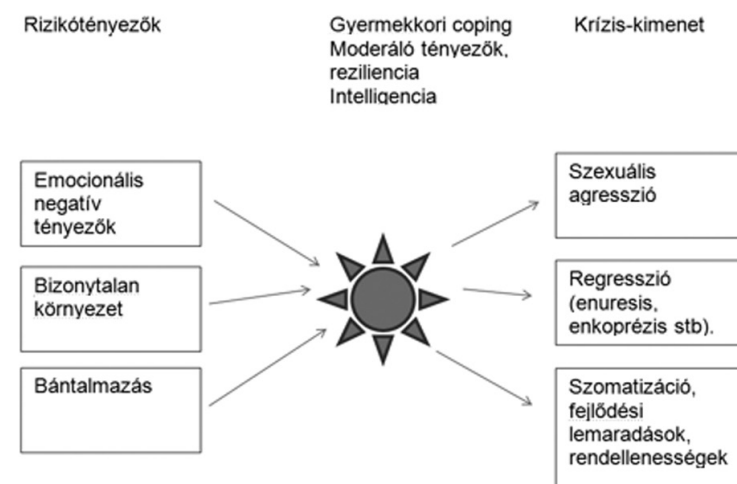 Rizikótényezők
Gyermekkori coping
Moderáló tényezők,
reziliencia
Intelligencia
Krízis-kimenet
Emocionális
negatív
tényezők
Bizonytalan
környezet
Bántalmazás
Szexuális
agresszió
Regresszió
(enuresis,
enkoprézis stb).
Szomatizáció,
fejlődési
lemaradások,
rendellenességek